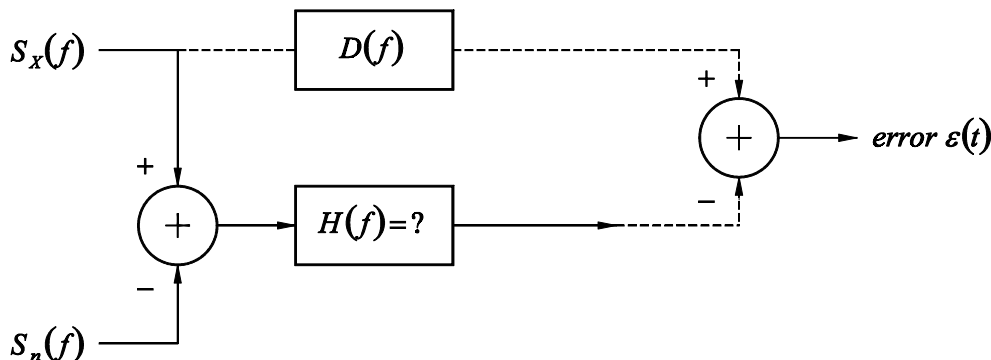 S_X(f)
D(f)
+
+
error ε(t)
+
−
+
H(f)=?
−
S_n(f)